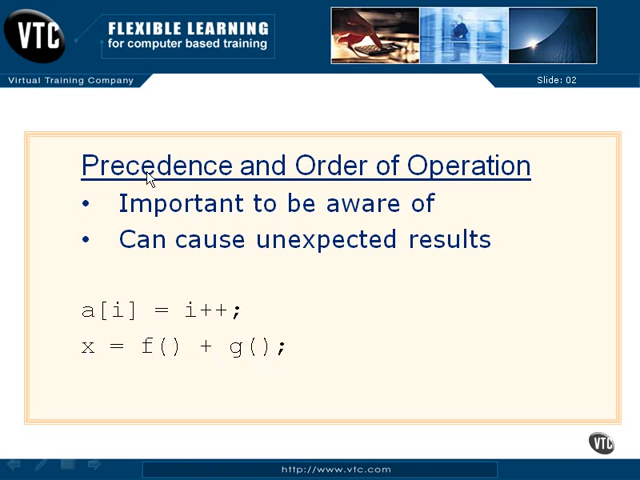 VTC
FLEXIBLE LEARNING
for computer based training
Virtual Training Company
Slide: 02
Precedence and Order of Operation
• Important to be aware of
• Can cause unexpected results
a[i] = i++;
x = f() + g();
VTC
http://www.vtc.com